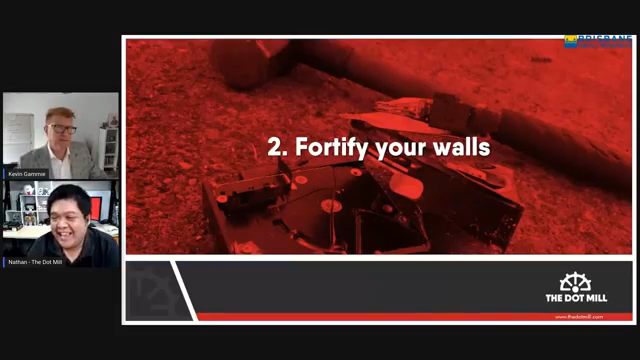 BRISBANE
2. Fortify your walls
Kevin Gammie
Nathan - The Dot Mill
THE DOT MILL
www.thedotmill.com